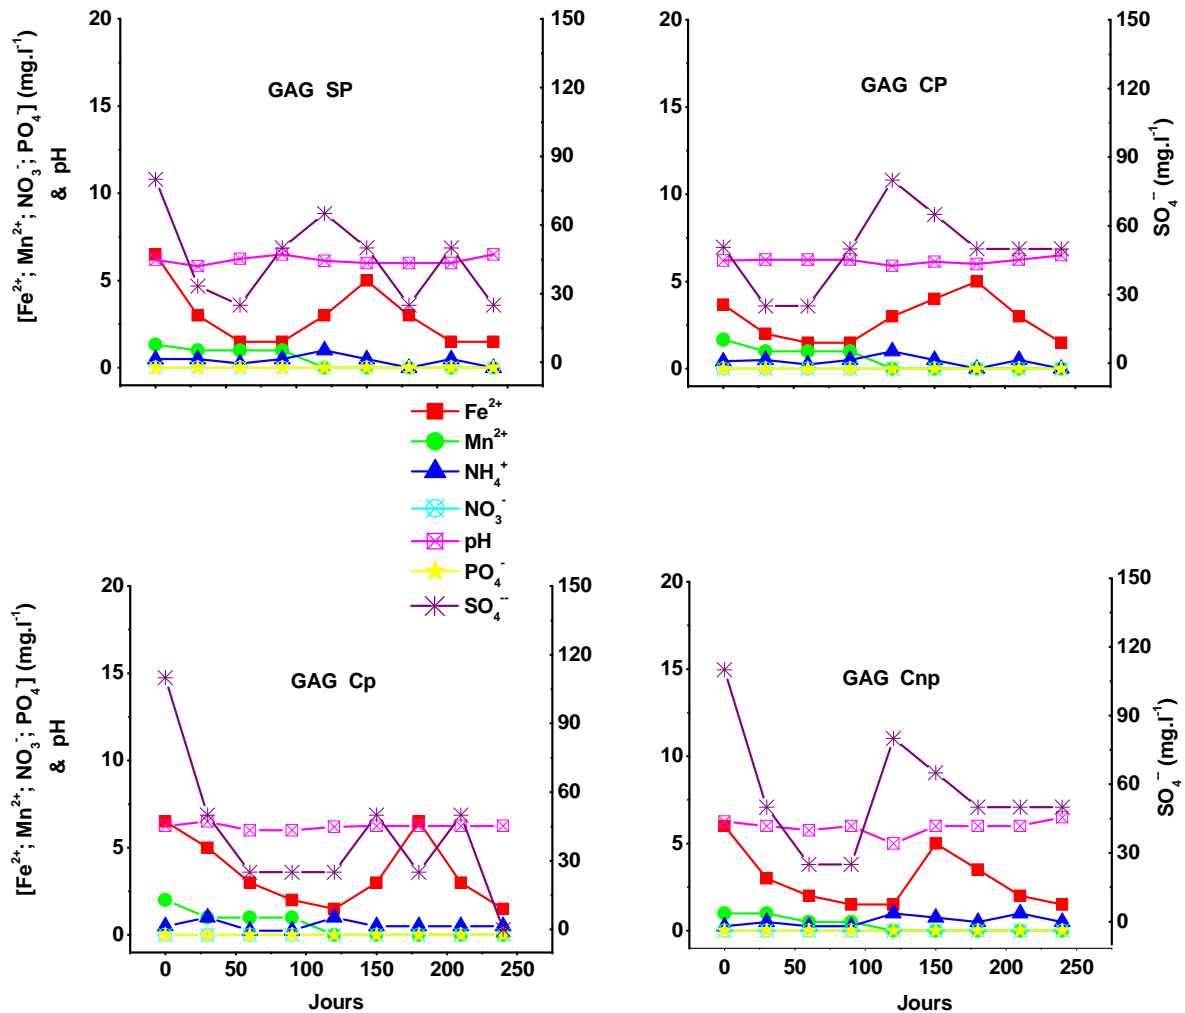 GAG SP
20
15
10
5
0
150
120
90
60
30
0
[Fe²⁺; Mn²⁺; NO₃⁻; PO₄⁻] (mg.l⁻¹)
& pH
GAG CP
20
15
10
5
0
150
120
90
60
30
0
SO₄⁻⁻ (mg.l⁻¹)
Fe²⁺
Mn²⁺
NH₄⁺
NO₃⁻
pH
PO₄⁻
SO₄⁻⁻
GAG Cp
20
15
10
5
0
150
120
90
60
30
0
[Fe²⁺; Mn²⁺; NO₃⁻; PO₄] (mg.l⁻¹)
& pH
0 50 100 150 200 250
Jours
GAG Cnp
20
15
10
5
0
150
120
90
60
30
0
SO₄⁻⁻ (mg.l⁻¹)
0 50 100 150 200 250
Jours